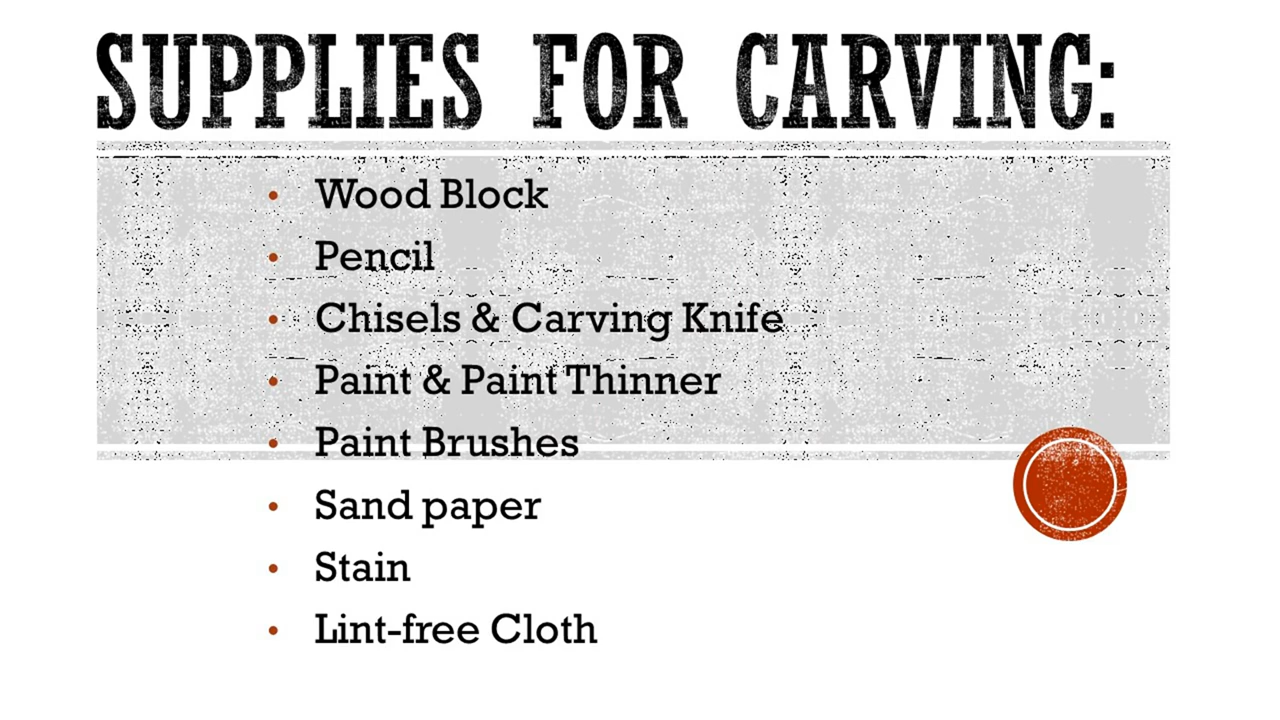 SUPPLIES FOR CARVING:
• Wood Block
• Pencil
• Chisels & Carving Knife
• Paint & Paint Thinner
• Paint Brushes
• Sand paper
• Stain
• Lint-free Cloth